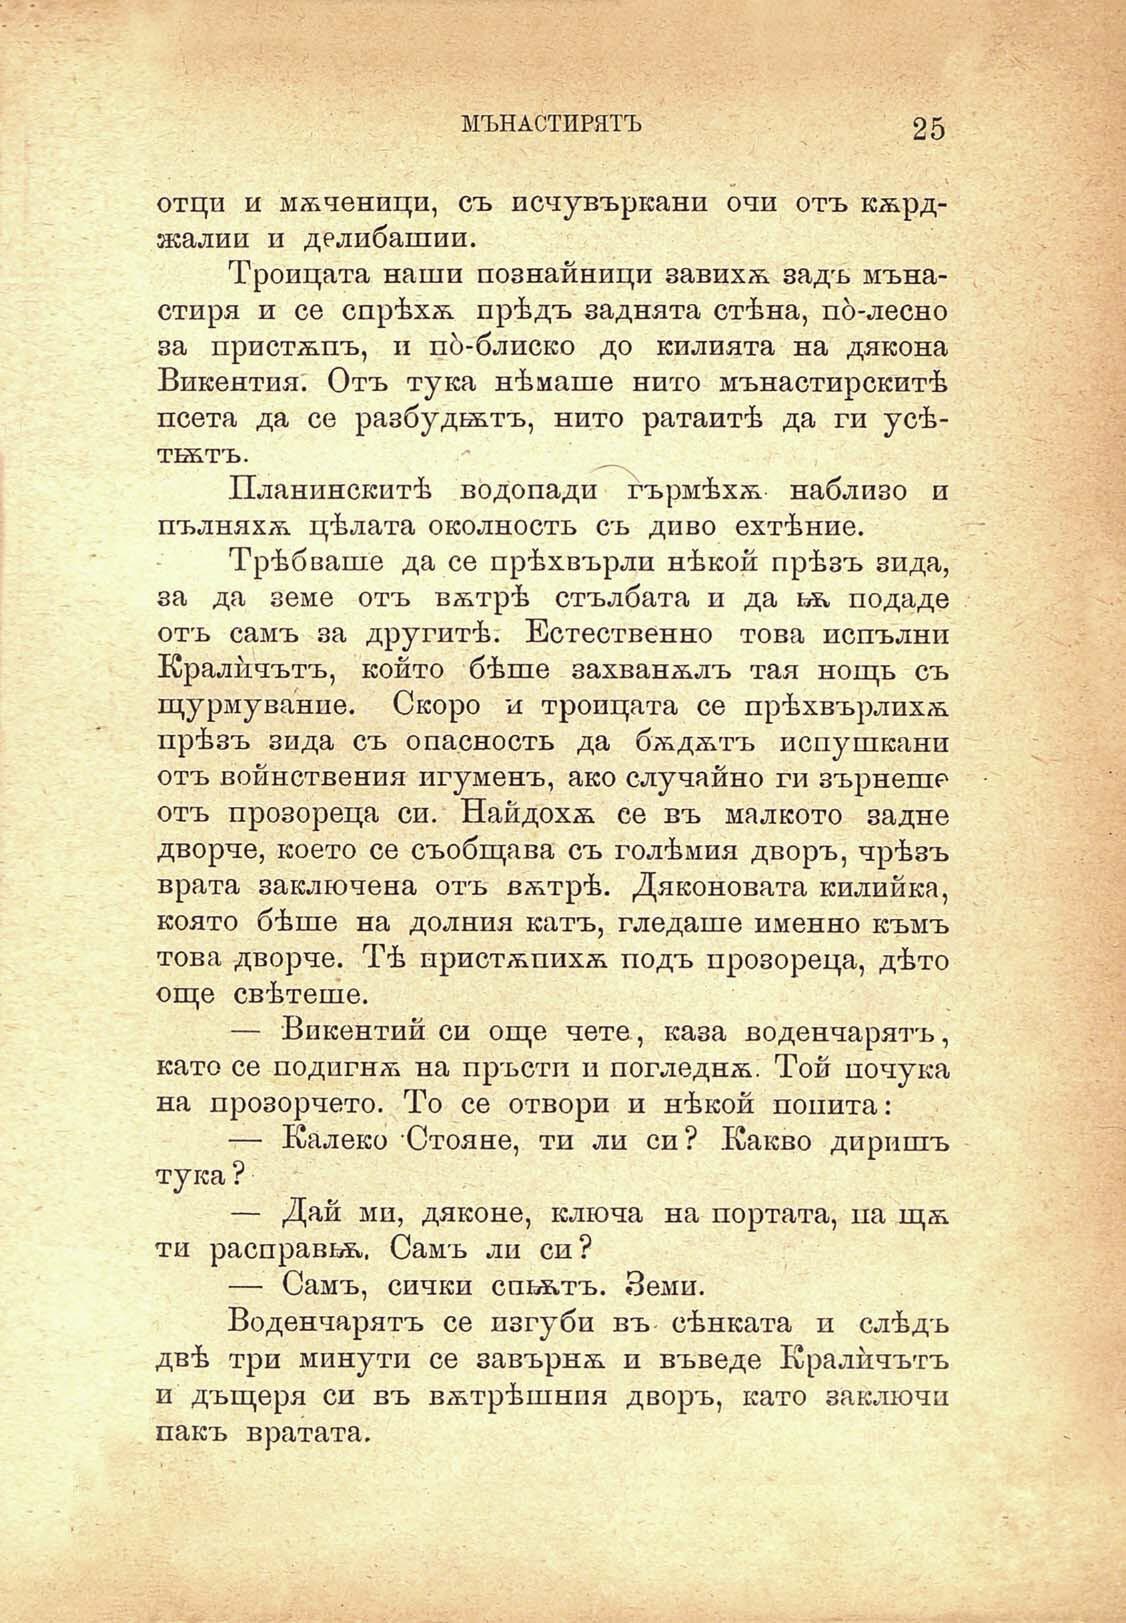 МЪНАСТИРЯТЪ 25
отци и мѫченици, съ исчувъркани очи отъ кѫрд-
жалии и делибашии.
Троицата наши познайници завихѫ задъ мъна-
стиря и се спрѣхѫ прѣдъ заднята стѣна, по̀-лесно
за пристѫпъ, и по̀-блиско до килията на дякона
Викентия. Отъ тука нѣмаше нито мънастирскитѣ
псета да се разбудѭтъ, нито ратаитѣ да ги усѣ-
тѭтъ.
Планинскитѣ водопади гърмѣхѫ наблизо и
пълняхѫ цѣлата околность съ диво ехтѣние.
Трѣбваше да се прѣхвърли нѣкой прѣзъ зида,
за да земе отъ вѫтрѣ стълбата и да ѭ подаде
отъ самъ за другитѣ. Естественно това испълни
Кралѝчътъ, който бѣше захванѫлъ тая нощь съ
щурмувание. Скоро и троицата се прѣхвърлихѫ
прѣзъ зида съ опасность да бѫдѫтъ испушкани
отъ войнствения игуменъ, ако случайно ги зърнеше
отъ прозореца си. Найдохѫ се въ малкото задне
дворче, което се съобщава съ голѣмия дворъ, чрѣзъ
врата заключена отъ вѫтрѣ. Дяконовата килийка,
която бѣше на долния катъ, гледаше именно къмъ
това дворче. Тѣ пристѫпихѫ подъ прозореца, дѣто
още свѣтеше.
— Викентий си още чете, каза воденчарятъ,
като се подигнѫ на пръсти и погледнѫ. Той почука
на прозорчето. То се отвори и нѣкой попита:
— Калеко Стояне, ти ли си? Какво диришъ
тука?
— Дай ми, дяконе, ключа на портата, па щѫ
ти расправѭ. Самъ ли си?
— Самъ, сички спѭтъ. Земи.
Воденчарятъ се изгуби въ сѣнката и слѣдъ
двѣ три минути се завърнѫ и въведе Кралѝчътъ
и дъщеря си въ вѫтрѣшния дворъ, като заключи
пакъ вратата.